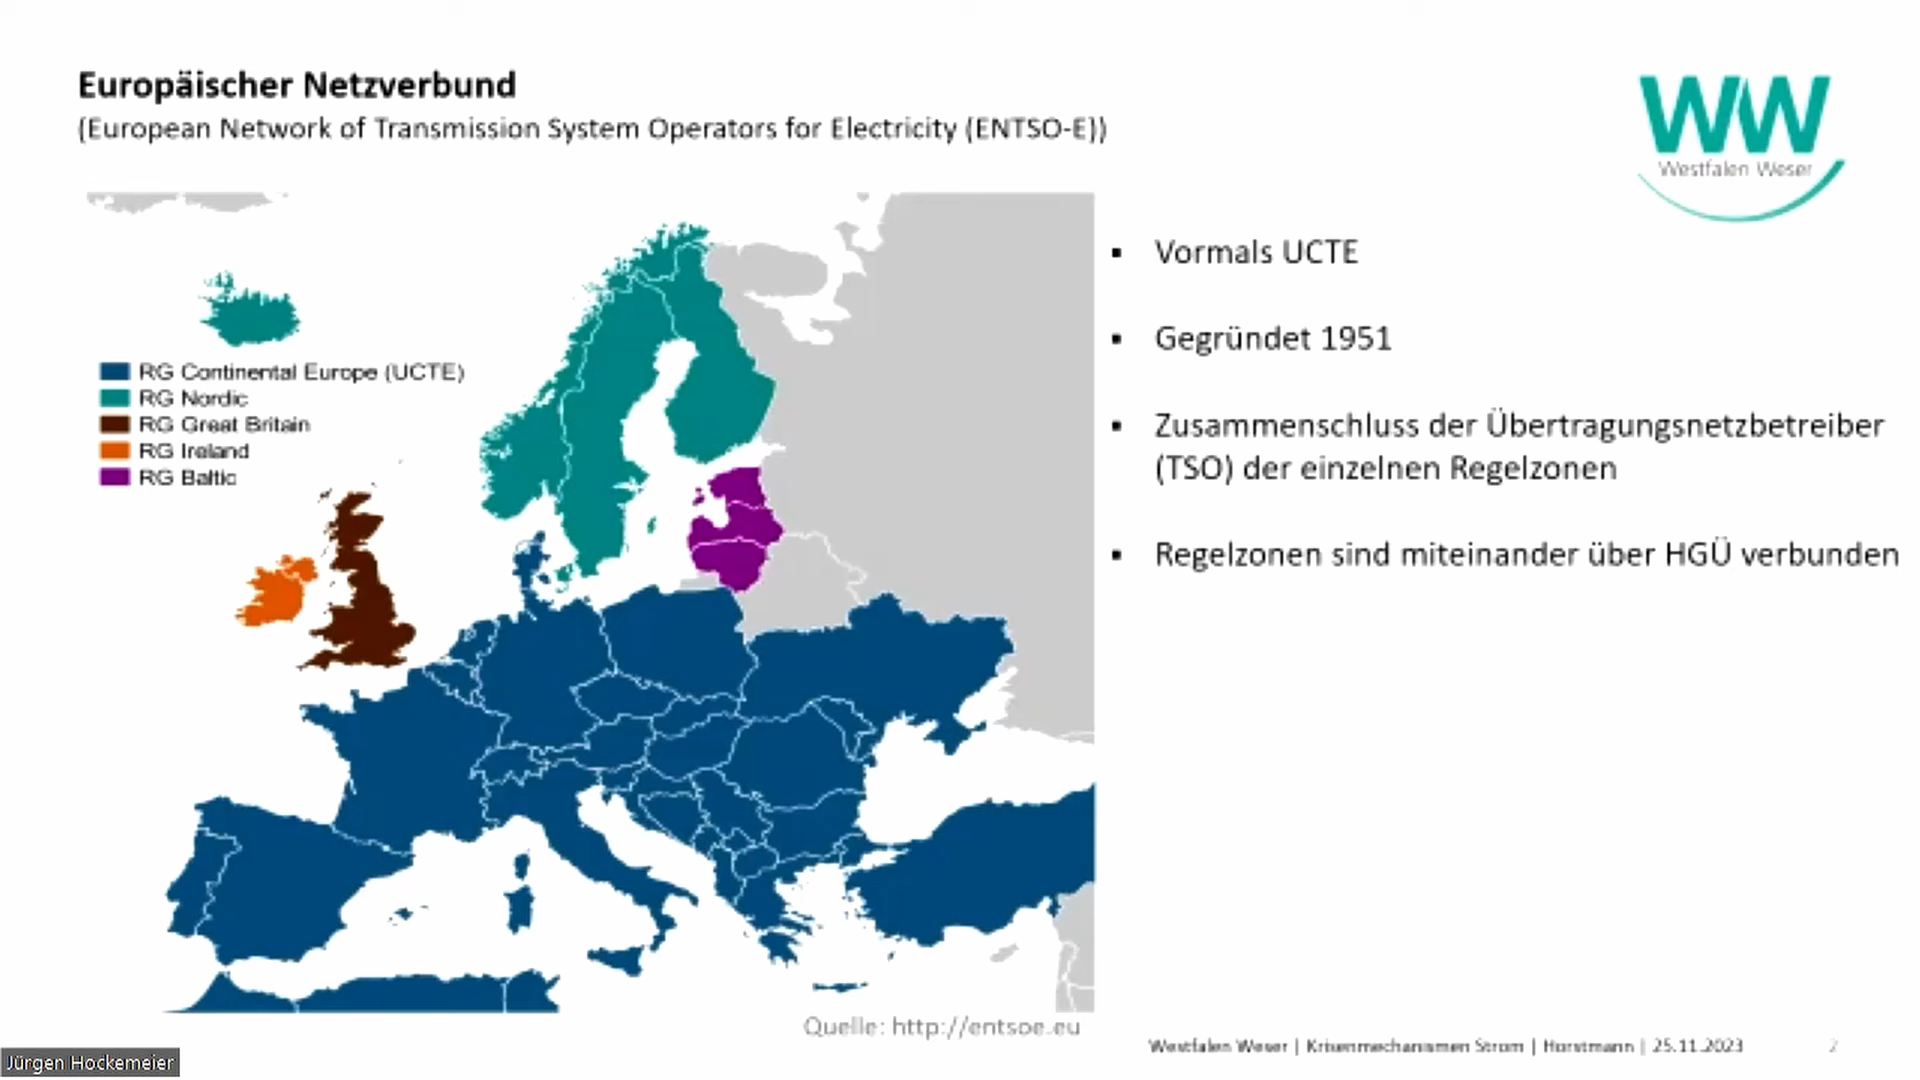 Europäischer Netzverbund
(European Network of Transmission System Operators for Electricity (ENTSO-E))
WW
Westfalen Weser
RG Continental Europe (UCTE)
RG Nordic
RG Great Britain
RG Ireland
RG Baltic
▪ Vormals UCTE
▪ Gegründet 1951
▪ Zusammenschluss der Übertragungsnetzbetreiber
(TSO) der einzelnen Regelzonen
▪ Regelzonen sind miteinander über HGÜ verbunden
Quelle: http://entsoe.eu
Westfalen Weser | Krisenmechanismen Strom | Horstmann | 25.11.2023 2
Jürgen Hockemeier